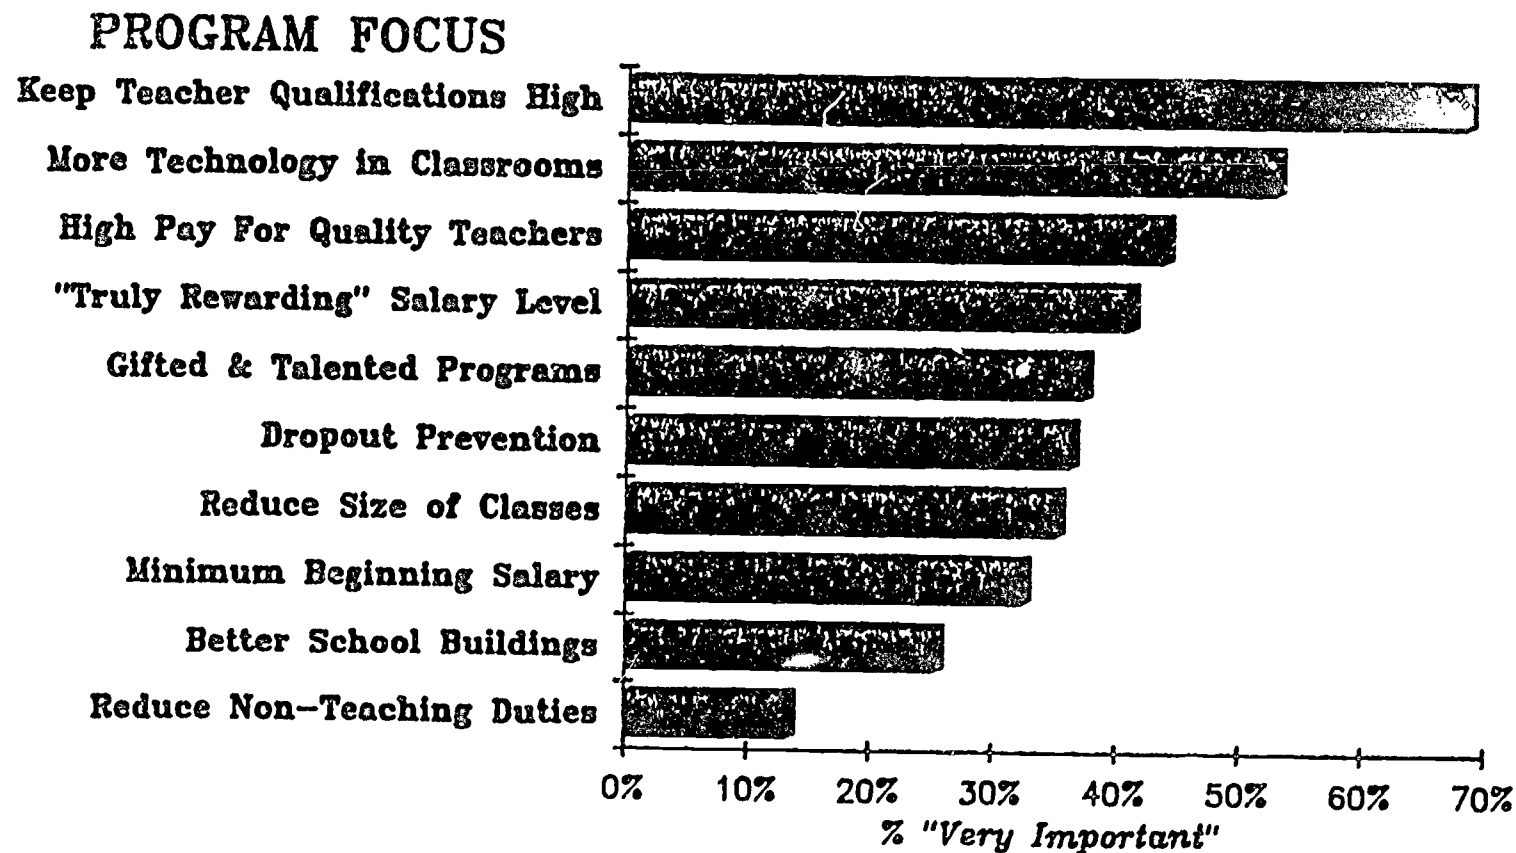 PROGRAM FOCUS
Keep Teacher Qualifications High
More Technology in Classrooms
High Pay For Quality Teachers
"Truly Rewarding" Salary Level
Gifted & Talented Programs
Dropout Prevention
Reduce Size of Classes
Minimum Beginning Salary
Better School Buildings
Reduce Non-Teaching Duties
0% 10% 20% 30% 40% 50% 60% 70%
% "Very Important"